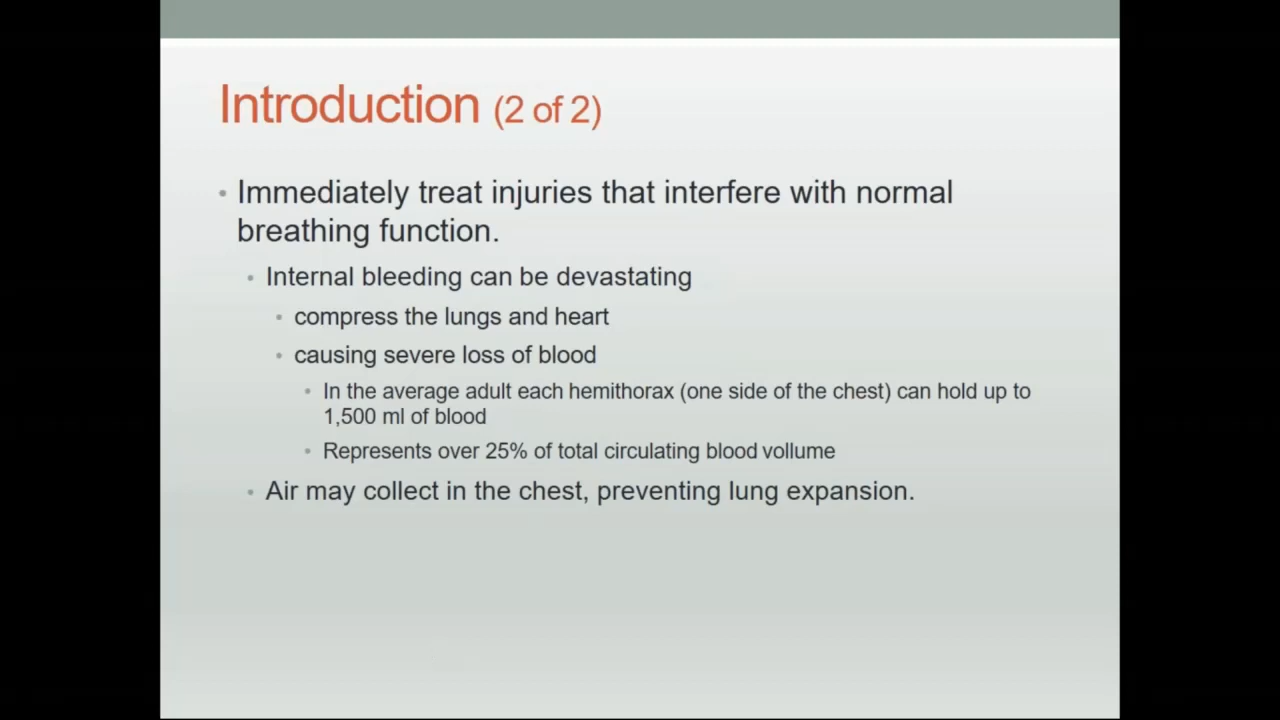 Introduction (2 of 2)
• Immediately treat injuries that interfere with normal
breathing function.
• Internal bleeding can be devastating
• compress the lungs and heart
• causing severe loss of blood
• In the average adult each hemithorax (one side of the chest) can hold up to
1,500 ml of blood
• Represents over 25% of total circulating blood vollume
• Air may collect in the chest, preventing lung expansion.